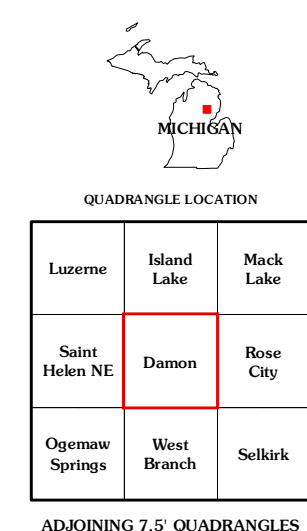 MICHIGAN
QUADRANGLE LOCATION
Luzerne
Island
Lake
Mack
Lake
Saint
Helen NE
Damon
Rose
City
Ogemaw
Springs
West
Branch
Selkirk
ADJOINING 7.5' QUADRANGLES